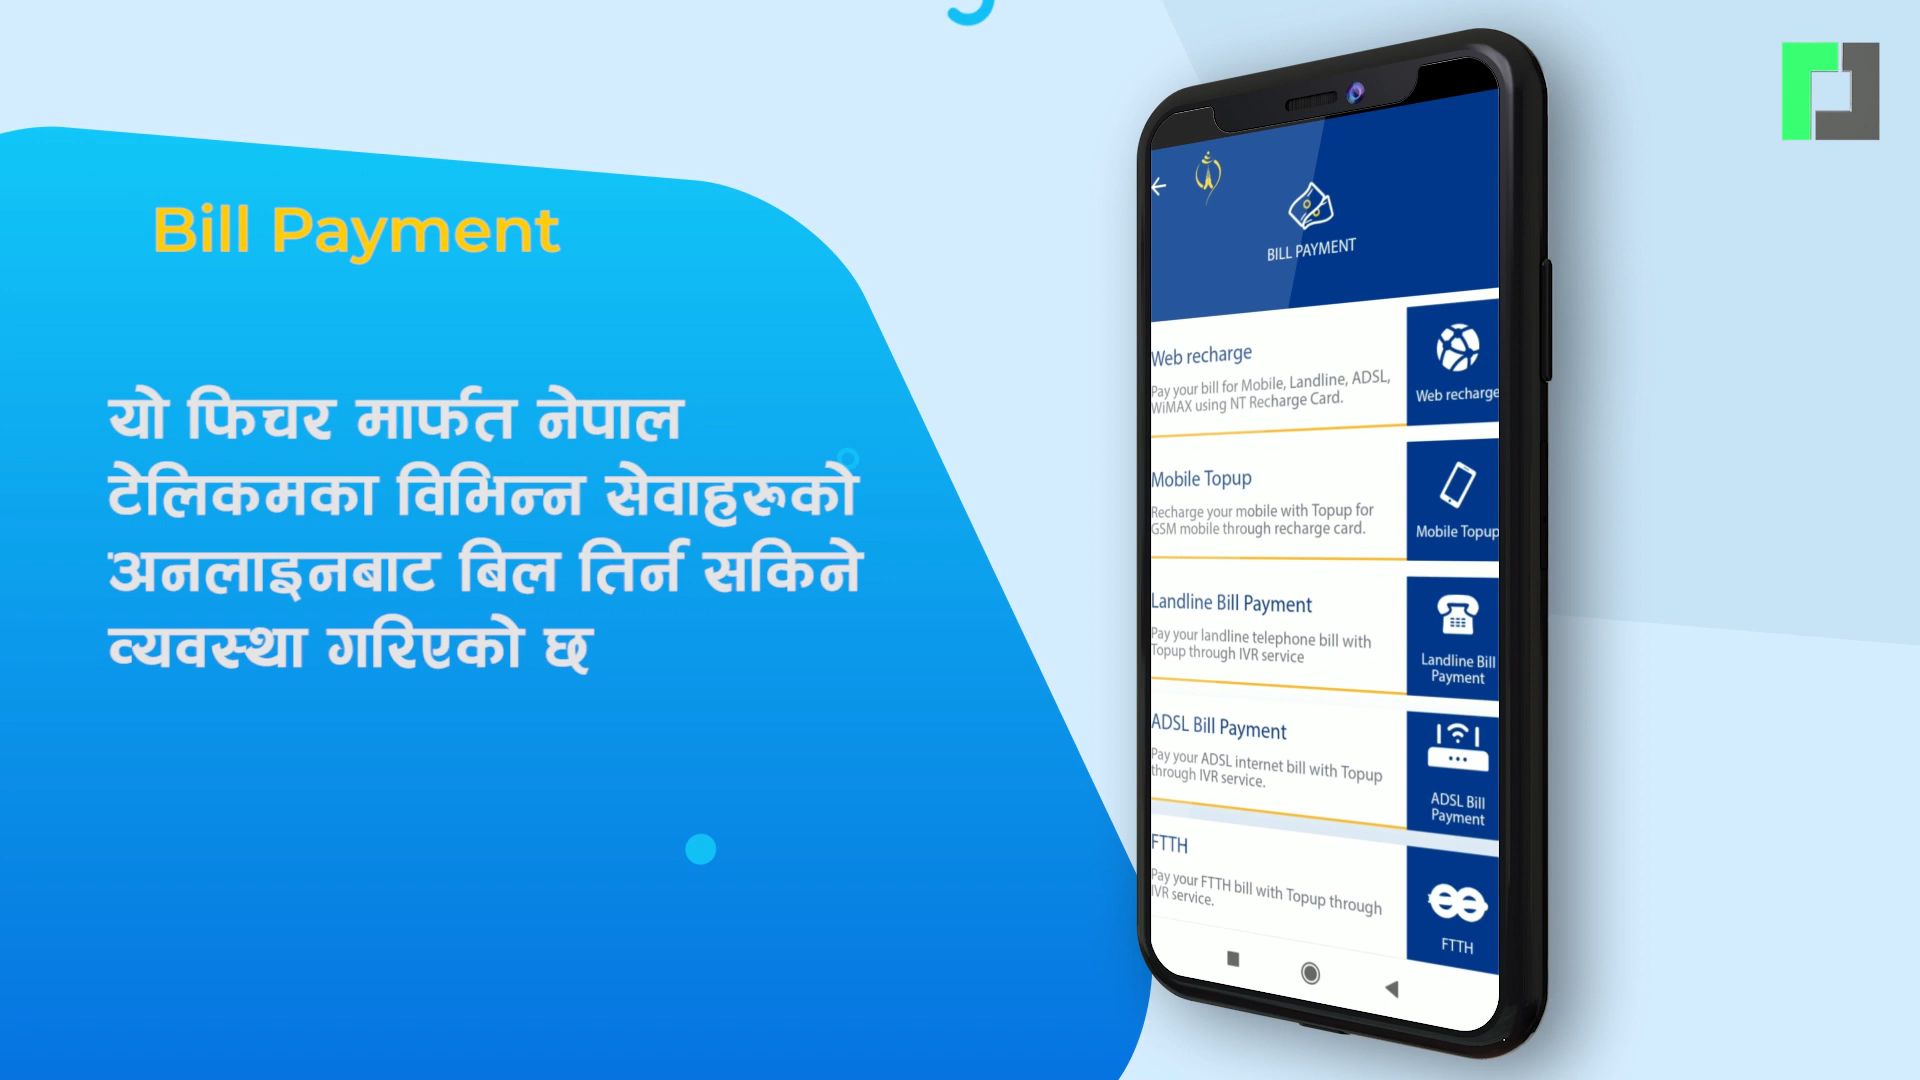 Bill Payment
यो फिचर मार्फत नेपाल
टेलिकमका विभिन्न सेवाहरूको
अनलाइनबाट बिल तिर्न सकिने
व्यवस्था गरिएको छ
BILL PAYMENT
Web recharge
Pay your bill for Mobile, Landline, ADSL,
WiMAX using NT Recharge Card.
Web recharge
Mobile Topup
Recharge your mobile with Topup for
GSM mobile through recharge card.
Mobile Topup
Landline Bill Payment
Pay your landline telephone bill with
Topup through IVR service
Landline Bill
Payment
ADSL Bill Payment
Pay your ADSL internet bill with Topup
through IVR service.
ADSL Bill
Payment
FTTH
Pay your FTTH bill with Topup through
IVR service.
FTTH